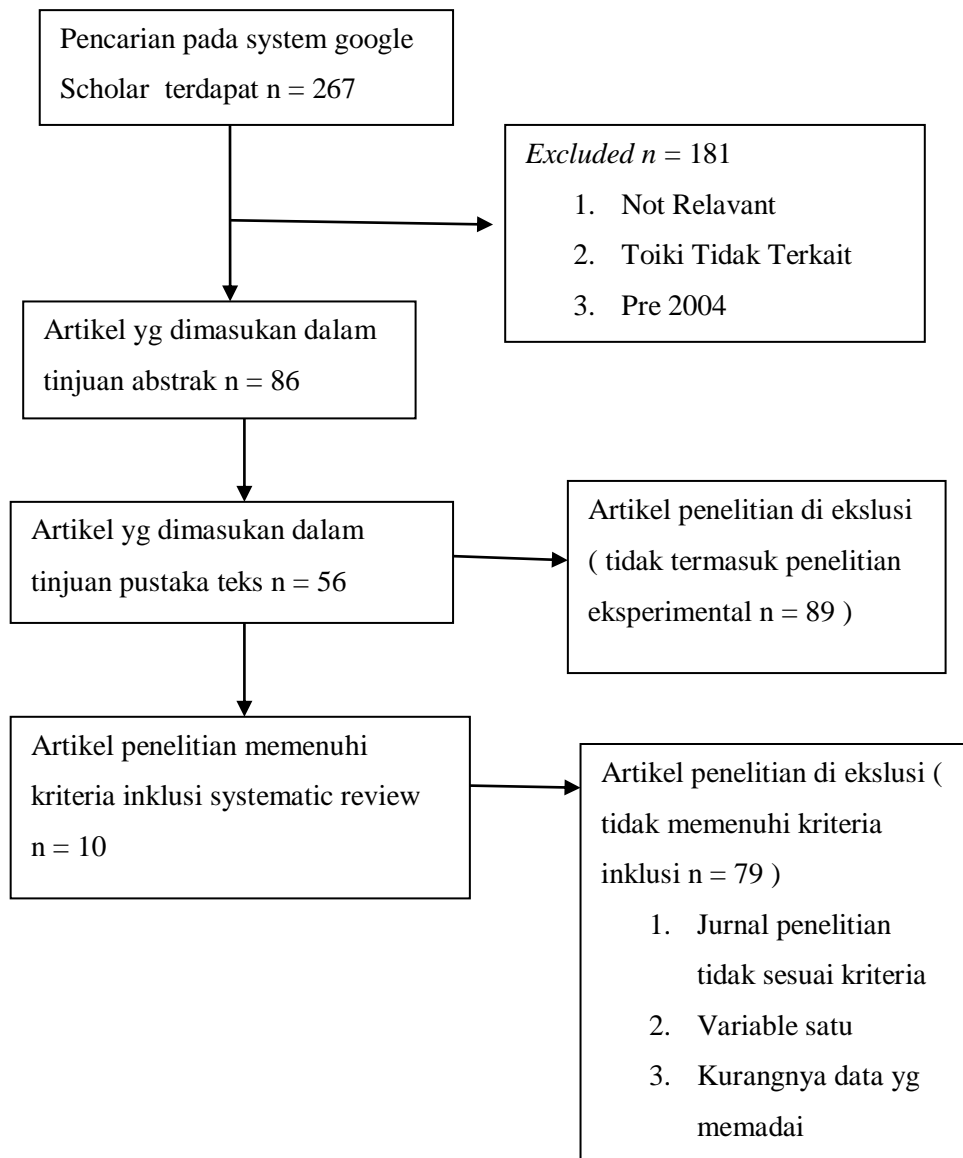 Pencarian pada system google
Scholar terdapat n = 267
Excluded n = 181
1. Not Relavant
2. Toiki Tidak Terkait
3. Pre 2004
Artikel yg dimasukan dalam
tinjuan abstrak n = 86
Artikel yg dimasukan dalam
tinjuan pustaka teks n = 56
Artikel penelitian di ekslusi
( tidak termasuk penelitian
eksperimental n = 89 )
Artikel penelitian memenuhi
kriteria inklusi systematic review
n = 10
Artikel penelitian di ekslusi (
tidak memenuhi kriteria
inklusi n = 79 )
1. Jurnal penelitian
tidak sesuai kriteria
2. Variable satu
3. Kurangnya data yg
memadai